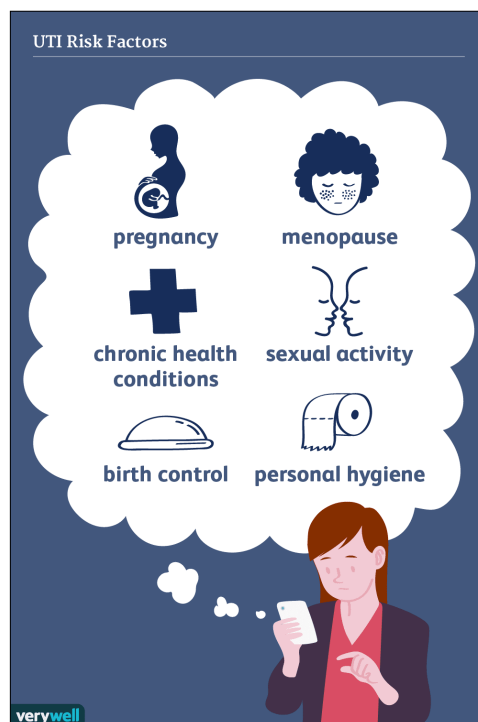 UTI Risk Factors
pregnancy
menopause
chronic health
conditions
sexual activity
birth control
personal hygiene
verywell